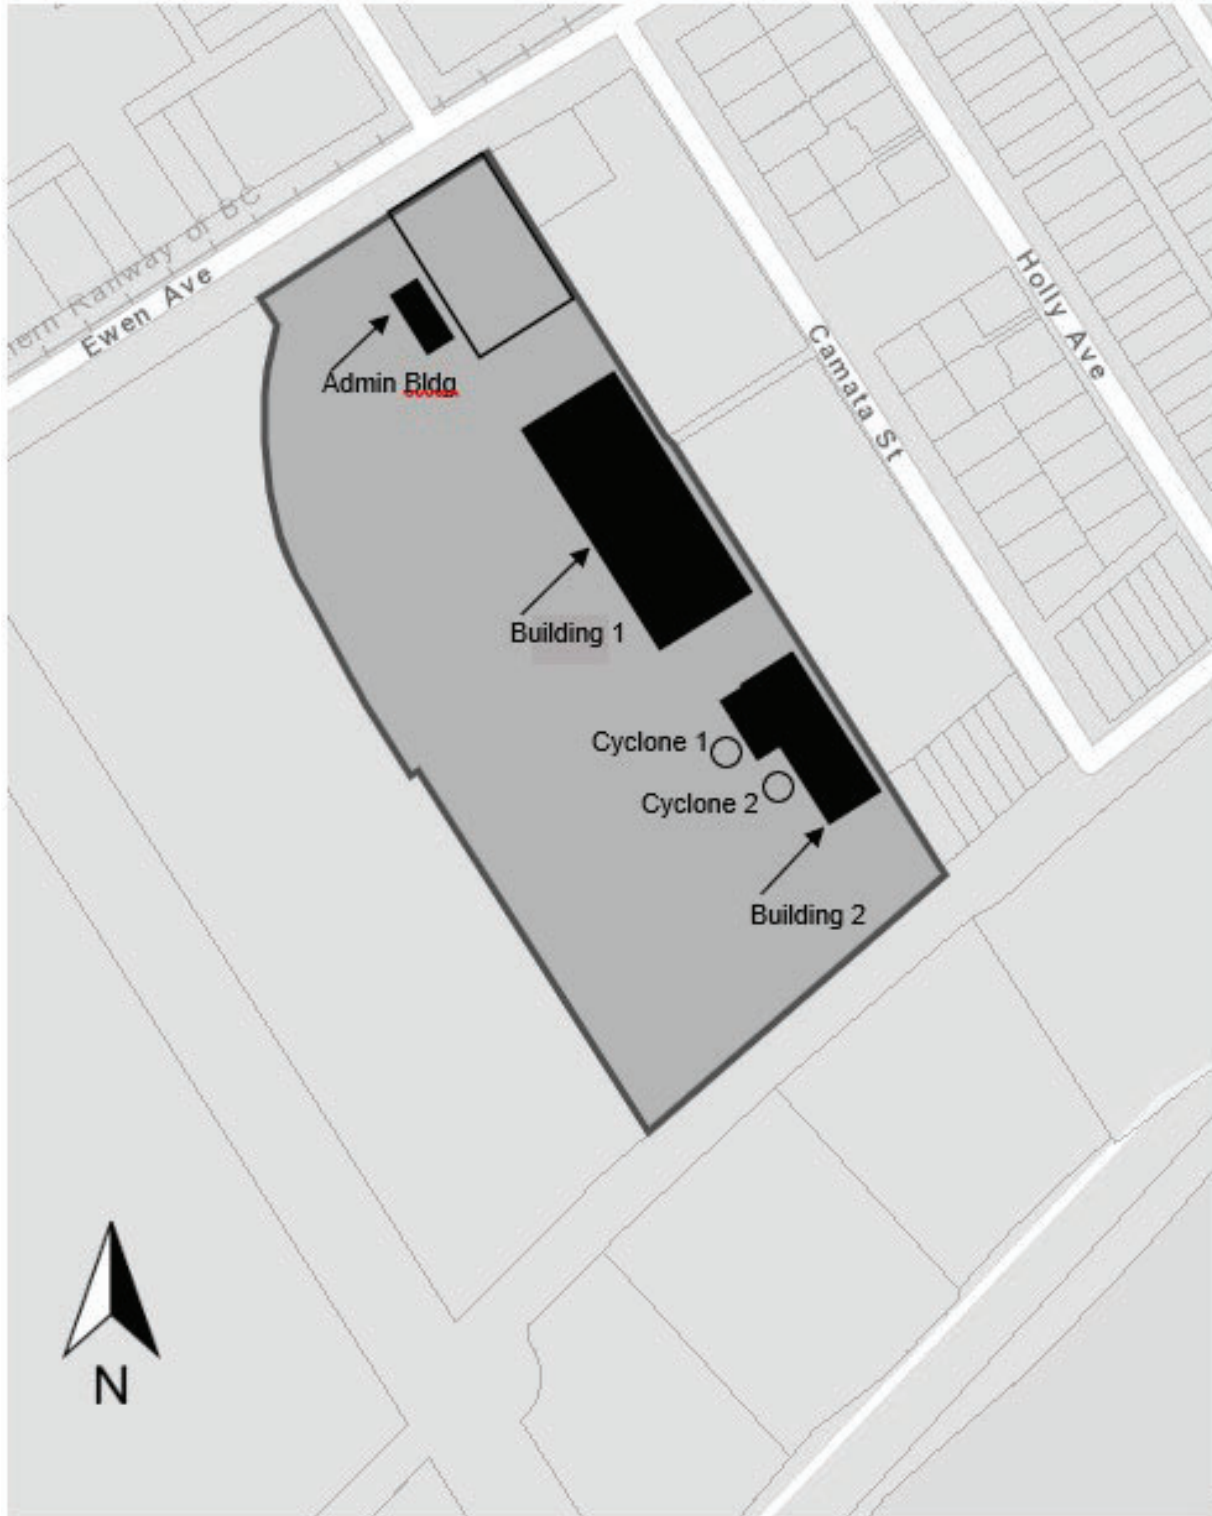 Railway of BC
Ewen Ave
Holly Ave
Camata St
Admin Bldg
Building 1
Cyclone 1
Cyclone 2
Building 2
N